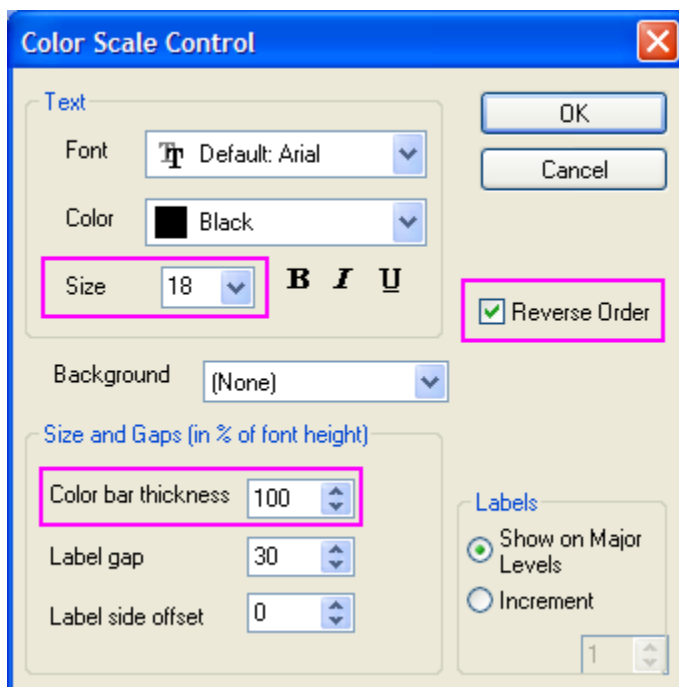 Color Scale Control
Text
OK
Font
Default: Arial
Cancel
Color
Black
Size
18
B I U
Reverse Order
Background
(None)
Size and Gaps (in % of font height)
Color bar thickness
100
Labels
Label gap
30
Show on Major
Levels
Label side offset
0
Increment
1